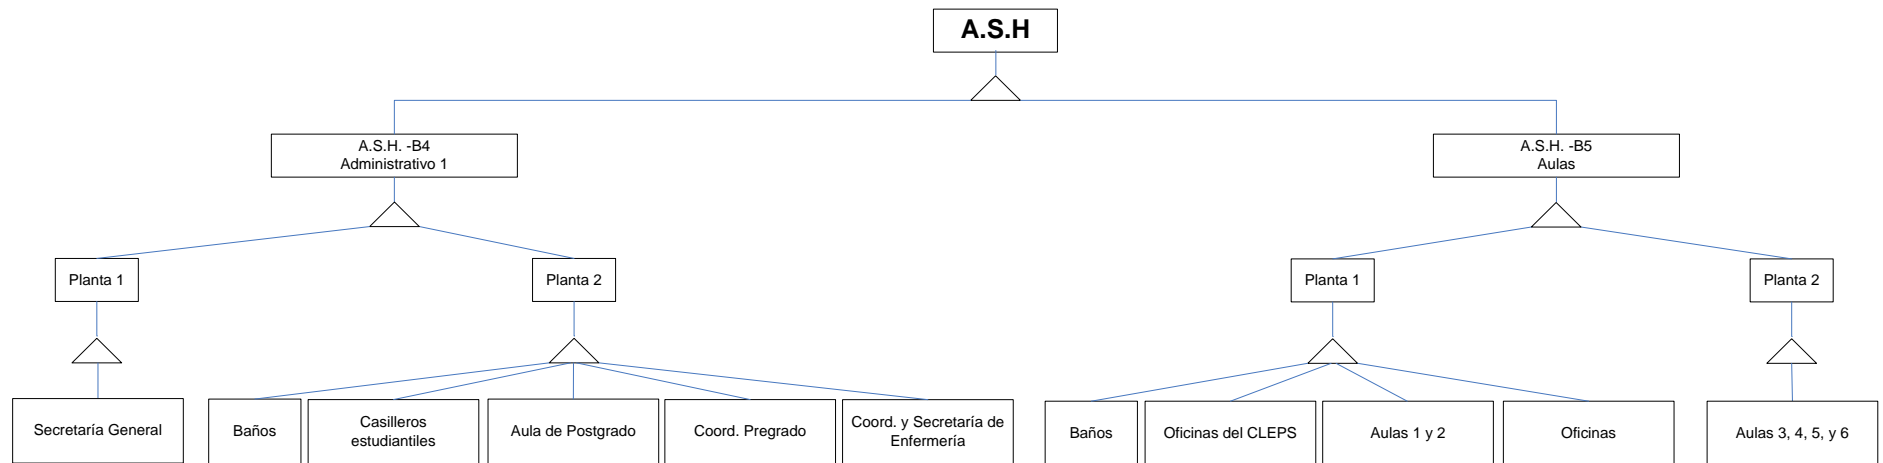 A.S.H
A.S.H. -B4
Administrativo 1
A.S.H. -B5
Aulas
Planta 1
Planta 2
Planta 1
Planta 2
Secretaría General
Baños
Casilleros
estudiantiles
Aula de Postgrado
Coord. Pregrado
Coord. y Secretaría de
Enfermería
Baños
Oficinas del CLEPS
Aulas 1 y 2
Oficinas
Aulas 3, 4, 5, y 6